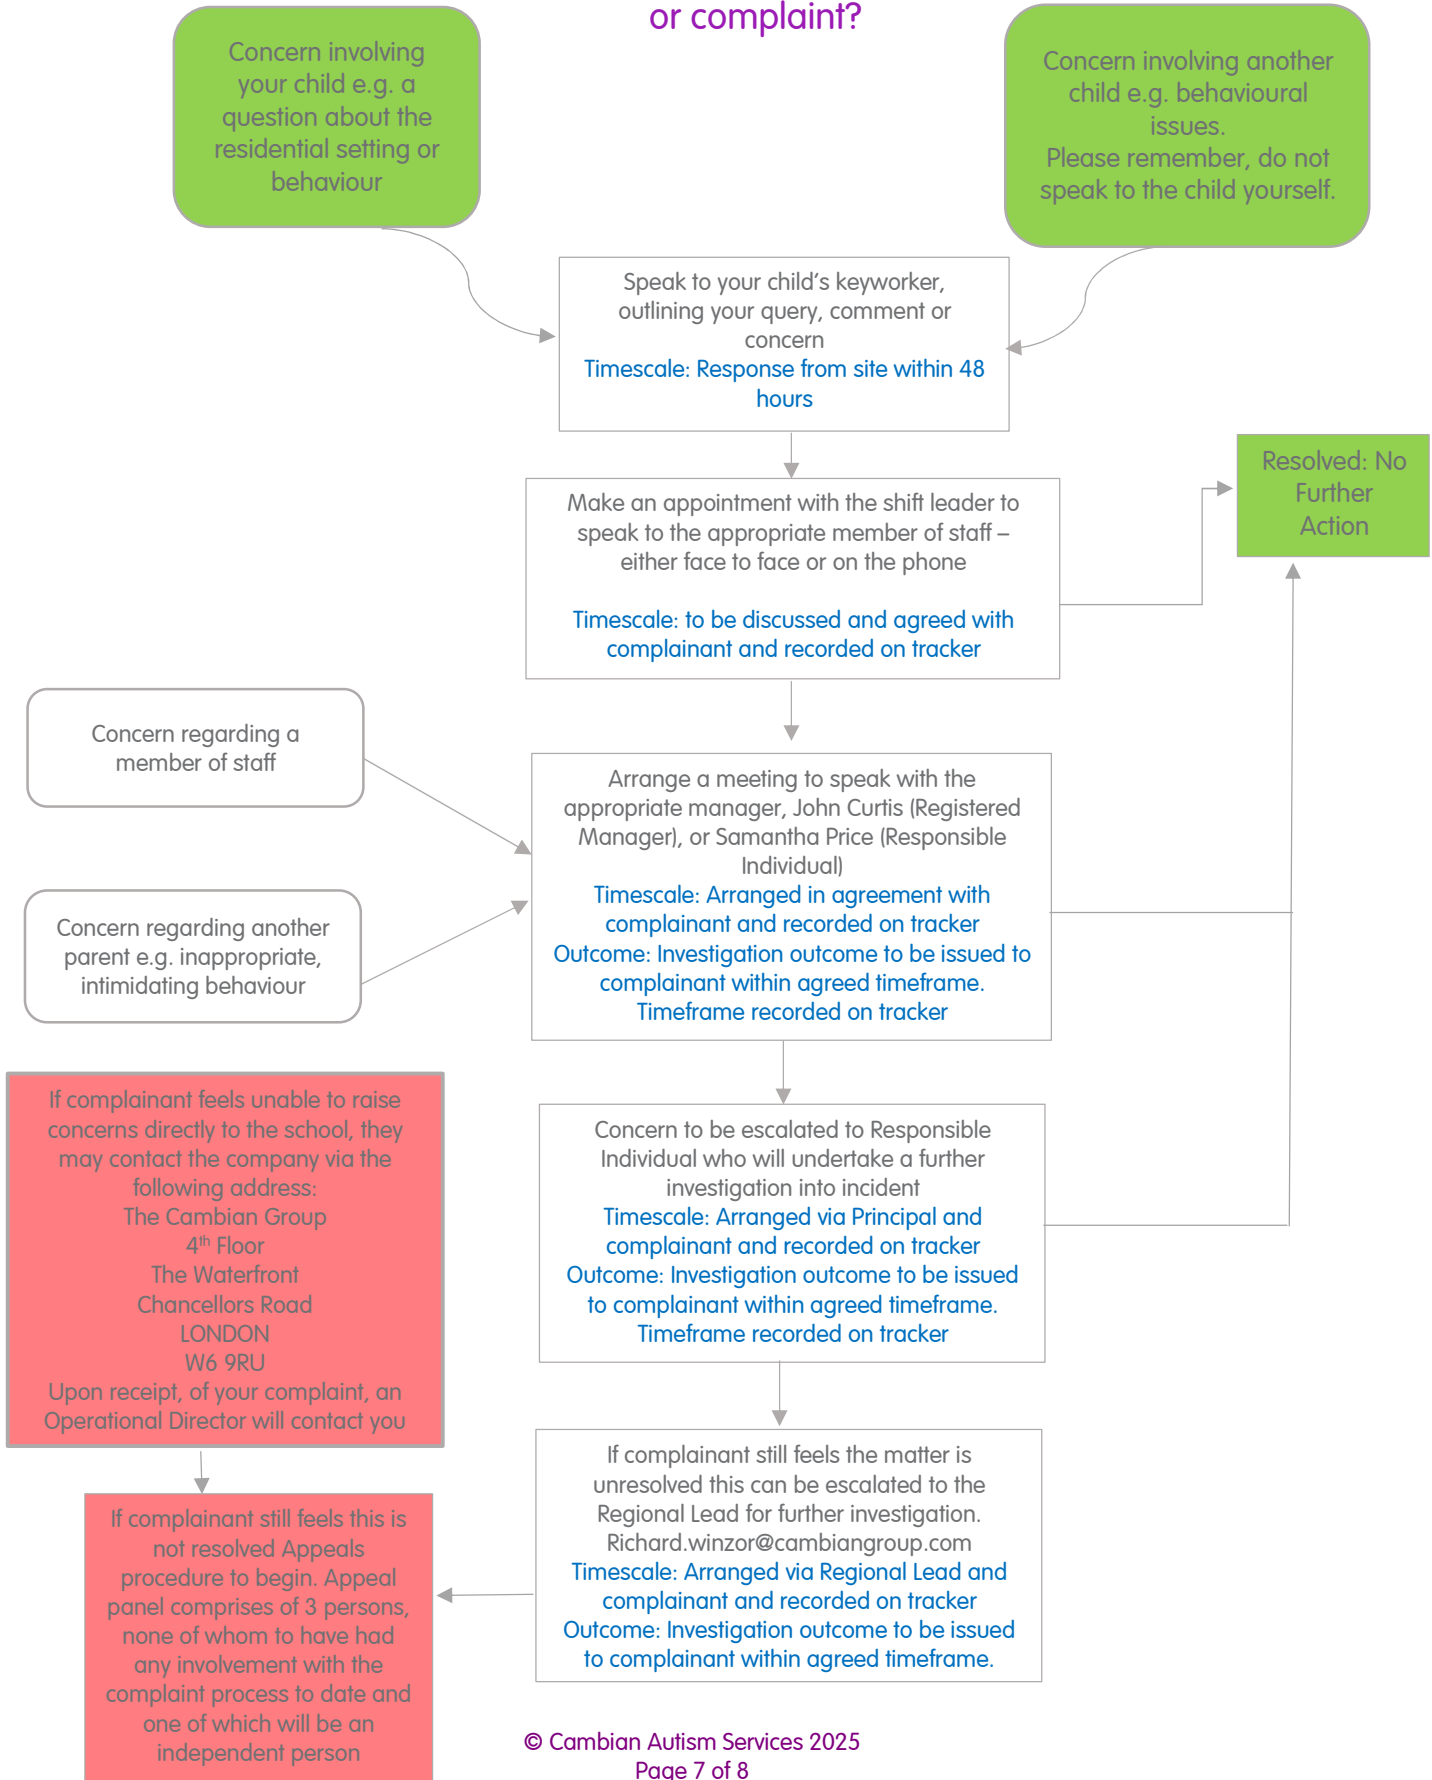 or complaint?
Concern involving
your child e.g. a
question about the
residential setting or
behaviour
Concern involving another
child e.g. behavioural
issues.
Please remember, do not
speak to the child yourself.
Speak to your child's keyworker,
outlining your query, comment or
concern
Timescale: Response from site within 48
hours
Resolved: No
Further
Action
Make an appointment with the shift leader to
speak to the appropriate member of staff –
either face to face or on the phone
Timescale: to be discussed and agreed with
complainant and recorded on tracker
Concern regarding a
member of staff
Arrange a meeting to speak with the
appropriate manager, John Curtis (Registered
Manager), or Samantha Price (Responsible
Individual)
Timescale: Arranged in agreement with
complainant and recorded on tracker
Outcome: Investigation outcome to be issued to
complainant within agreed timeframe.
Timeframe recorded on tracker
Concern regarding another
parent e.g. inappropriate,
intimidating behaviour
If complainant feels unable to raise
concerns directly to the school, they
may contact the company via the
following address:
The Cambian Group
4th Floor
The Waterfront
Chancellors Road
LONDON
W6 9RU
Upon receipt, of your complaint, an
Operational Director will contact you
Concern to be escalated to Responsible
Individual who will undertake a further
investigation into incident
Timescale: Arranged via Principal and
complainant and recorded on tracker
Outcome: Investigation outcome to be issued
to complainant within agreed timeframe.
Timeframe recorded on tracker
If complainant still feels the matter is
unresolved this can be escalated to the
Regional Lead for further investigation.
Richard.winzor@cambiangroup.com
Timescale: Arranged via Regional Lead and
complainant and recorded on tracker
Outcome: Investigation outcome to be issued
to complainant within agreed timeframe.
If complainant still feels this is
not resolved Appeals
procedure to begin. Appeal
panel comprises of 3 persons,
none of whom to have had
any involvement with the
complaint process to date and
one of which will be an
independent person
© Cambian Autism Services 2025
Page 7 of 8